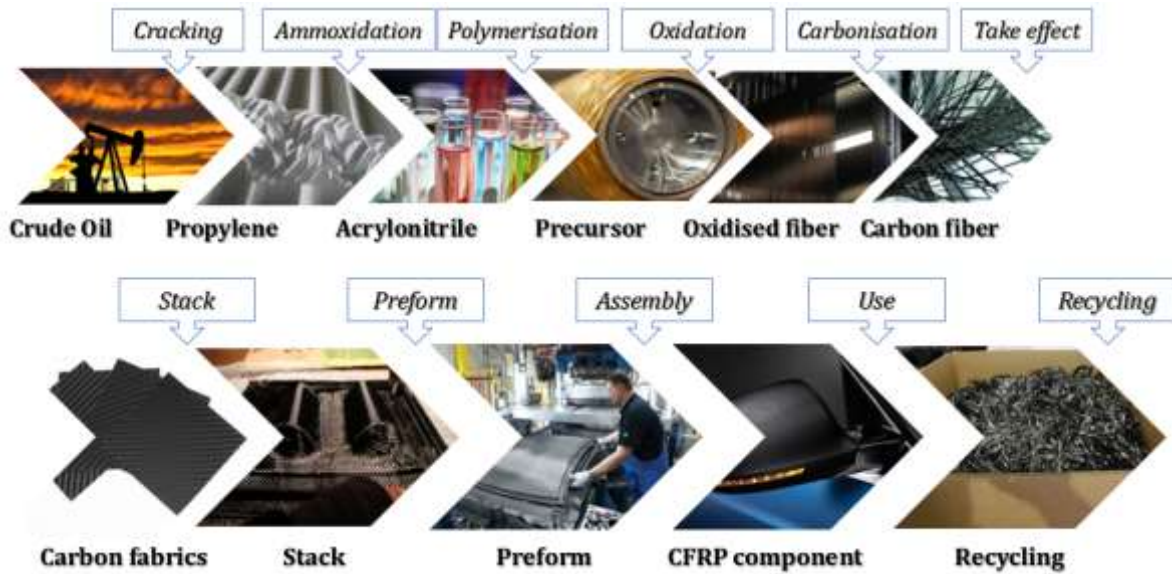 Cracking
Ammoxidation
Polymerisation
Oxidation
Carbonisation
Take effect
Crude Oil
Propylene
Acrylonitrile
Precursor
Oxidised fiber
Carbon fiber
Stack
Preform
Assembly
Use
Recycling
Carbon fabrics
Stack
Preform
CFRP component
Recycling